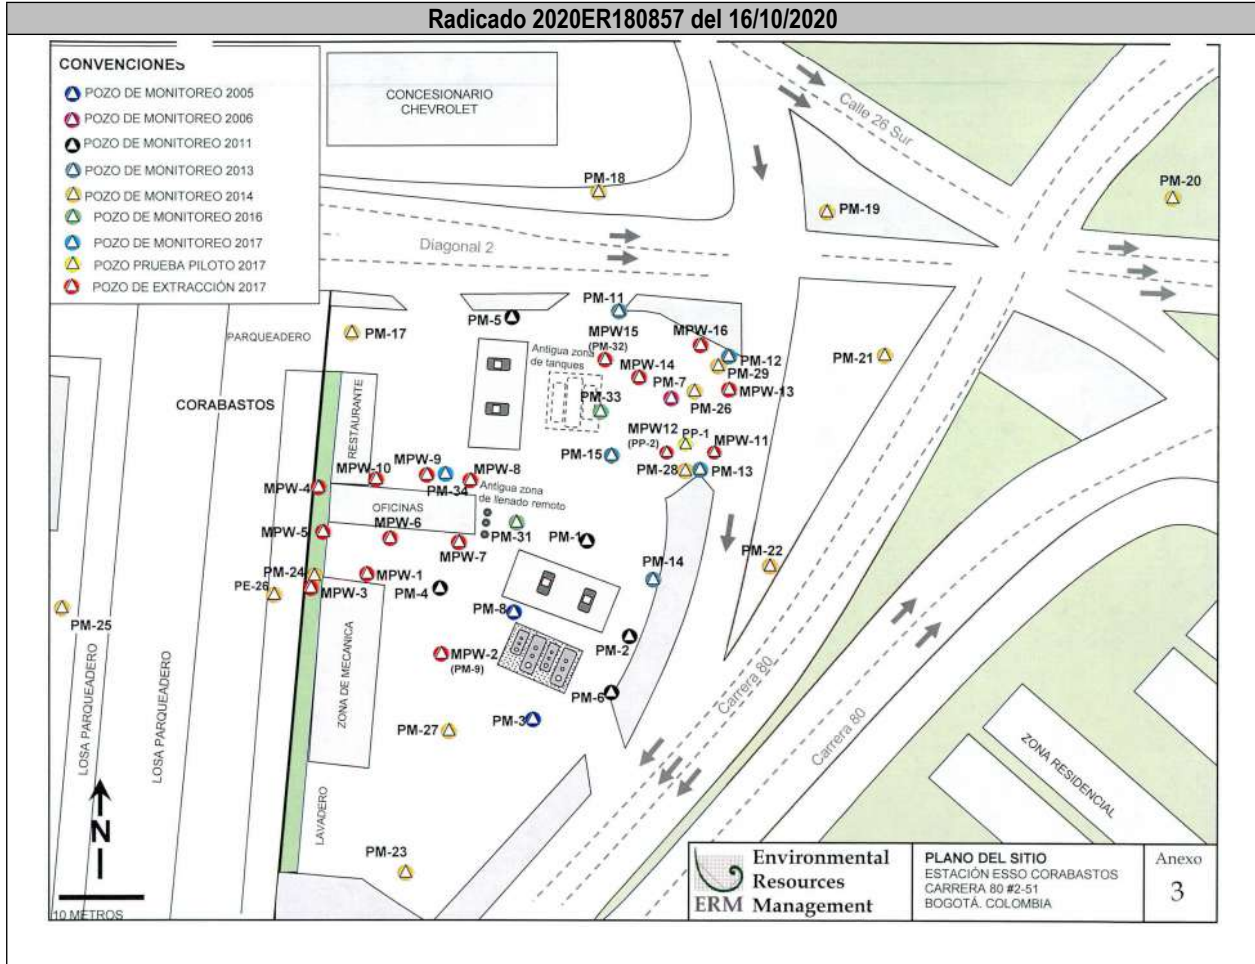 Radicado 2020ER180857 del 16/10/2020
CONVENCIONES
POZO DE MONITOREO 2005
POZO DE MONITOREO 2006
POZO DE MONITOREO 2011
POZO DE MONITOREO 2013
POZO DE MONITOREO 2014
POZO DE MONITOREO 2016
POZO DE MONITOREO 2017
POZO PRUEBA PILOTO 2017
POZO DE EXTRACCIÓN 2017
CONCESIONARIO
CHEVROLET
Calle 26 Sur
PM-18
PM-19
PM-20
Diagonal 2
PM-11
PM-5
MPW15
(PM-32)
MPW-16
PARQUEADERO
PM-17
Antigua zona
de tanques
MPW-14
PM-12
PM-29
PM-21
PM-7
MPW-13
CORABASTOS
RESTAURANTE
PM-33
PM-26
MPW12
(PP-2)
PP-1
MPW-11
PM-15
PM-28
PM-13
MPW-10
MPW-9
MPW-8
PM-34
MPW-4
Antigua zona
de llenado remoto
OFICINAS
MPW-5
MPW-6
PM-31
PM-1
MPW-7
PM-24
MPW-1
PM-14
PM-22
PE-26
MPW-3
PM-4
PM-25
PM-8
PM-2
MPW-2
(PM-9)
PM-6
Carrera 80
Carrera 80
LOSA PARQUEADERO
LOSA PARQUEADERO
ZONA DE MECANICA
PM-27
PM-3
ZONA RESIDENCIAL
N
LAVADERO
PM-23
10 METROS
Environmental
Resources
ERM Management
PLANO DEL SITIO
ESTACIÓN ESSO CORABASTOS
CARRERA 80 #2-51
BOGOTÁ. COLOMBIA
Anexo
3